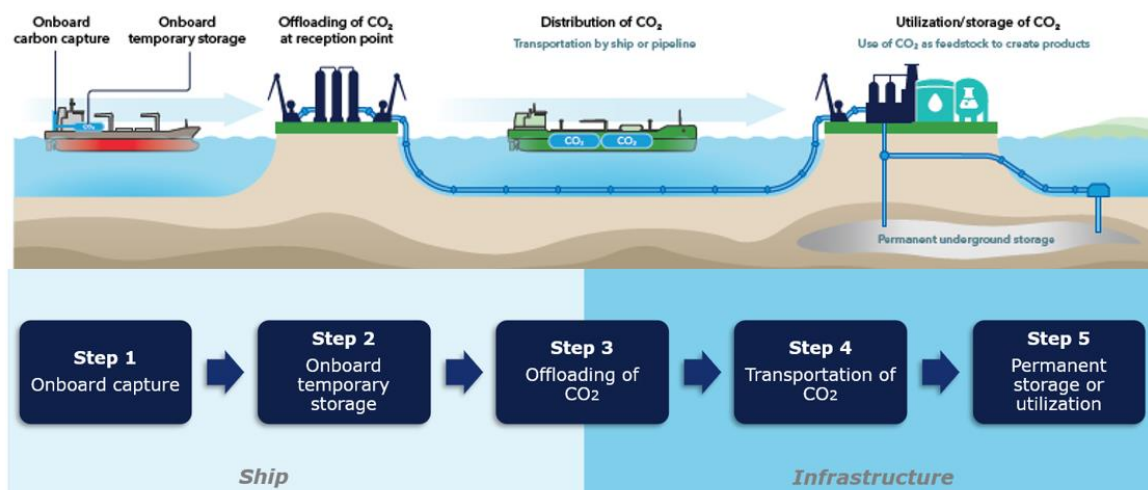 Onboard
carbon capture
Onboard
temporary storage
Offloading of CO₂
at reception point
Distribution of CO₂
Transportation by ship or pipeline
Utilization/storage of CO₂
Use of CO₂ as feedstock to create products
CO₂
CO₂
CO₂
Permanent underground storage
Step 1
Onboard capture
Step 2
Onboard
temporary
storage
Step 3
Offloading of
CO2
Step 4
Transportation of
CO2
Step 5
Permanent
storage or
utilization
Ship
Infrastructure